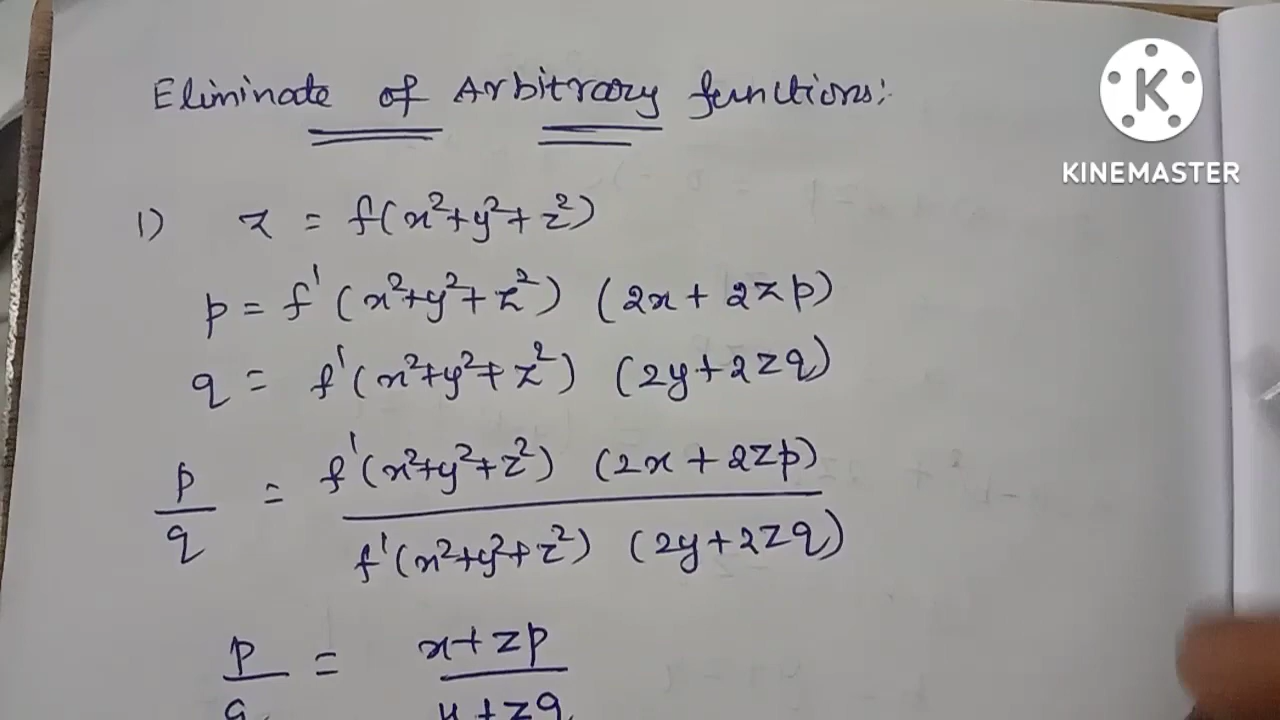 Eliminate of Arbitrary functions:
K
KINEMASTER
1) z = f(x²+y²+z²)
p = f'(x²+y²+z²) (2x+2zp)
q = f'(x²+y²+z²) (2y+2zq)
p/q = f'(x²+y²+z²) (2x+2zp) / f'(x²+y²+z²) (2y+2zq)
p/q = x+zp / y+zq